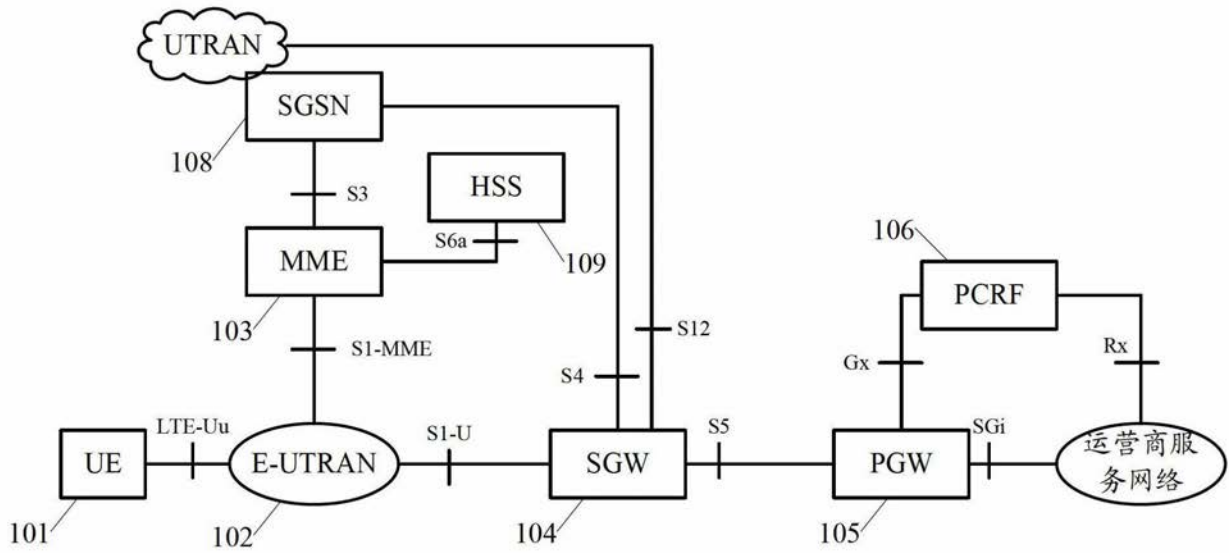 UTRAN
SGSN
108
S3
HSS
S6a
109
MME
103
106
PCRF
S12
S1-MME
Gx
Rx
S4
LTE-Uu
S1-U
S5
SGi
UE
E-UTRAN
SGW
PGW
运营商服
务网络
101
102
104
105